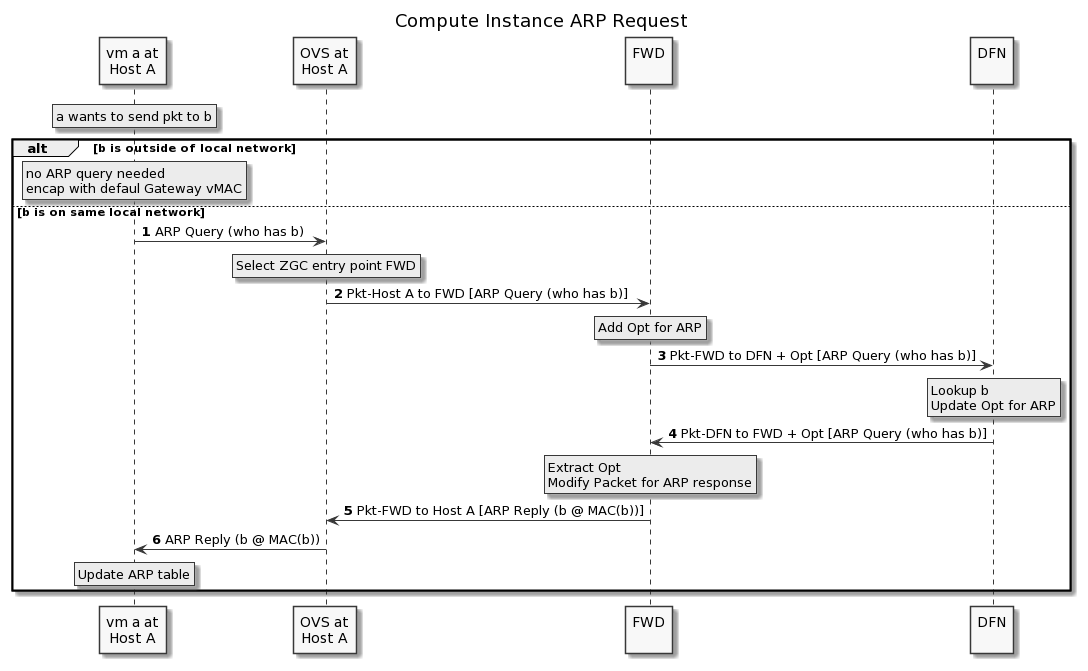 Compute Instance ARP Request
vm a at
Host A
OVS at
Host A
FWD
DFN
a wants to send pkt to b
alt [b is outside of local network]
no ARP query needed
encap with defaul Gateway vMAC
[b is on same local network]
1 ARP Query (who has b)
Select ZGC entry point FWD
2 Pkt-Host A to FWD [ARP Query (who has b)]
Add Opt for ARP
3 Pkt-FWD to DFN + Opt [ARP Query (who has b)]
Lookup b
Update Opt for ARP
4 Pkt-DFN to FWD + Opt [ARP Query (who has b)]
Extract Opt
Modify Packet for ARP response
5 Pkt-FWD to Host A [ARP Reply (b @ MAC(b))]
6 ARP Reply (b @ MAC(b))
Update ARP table
vm a at
Host A
OVS at
Host A
FWD
DFN